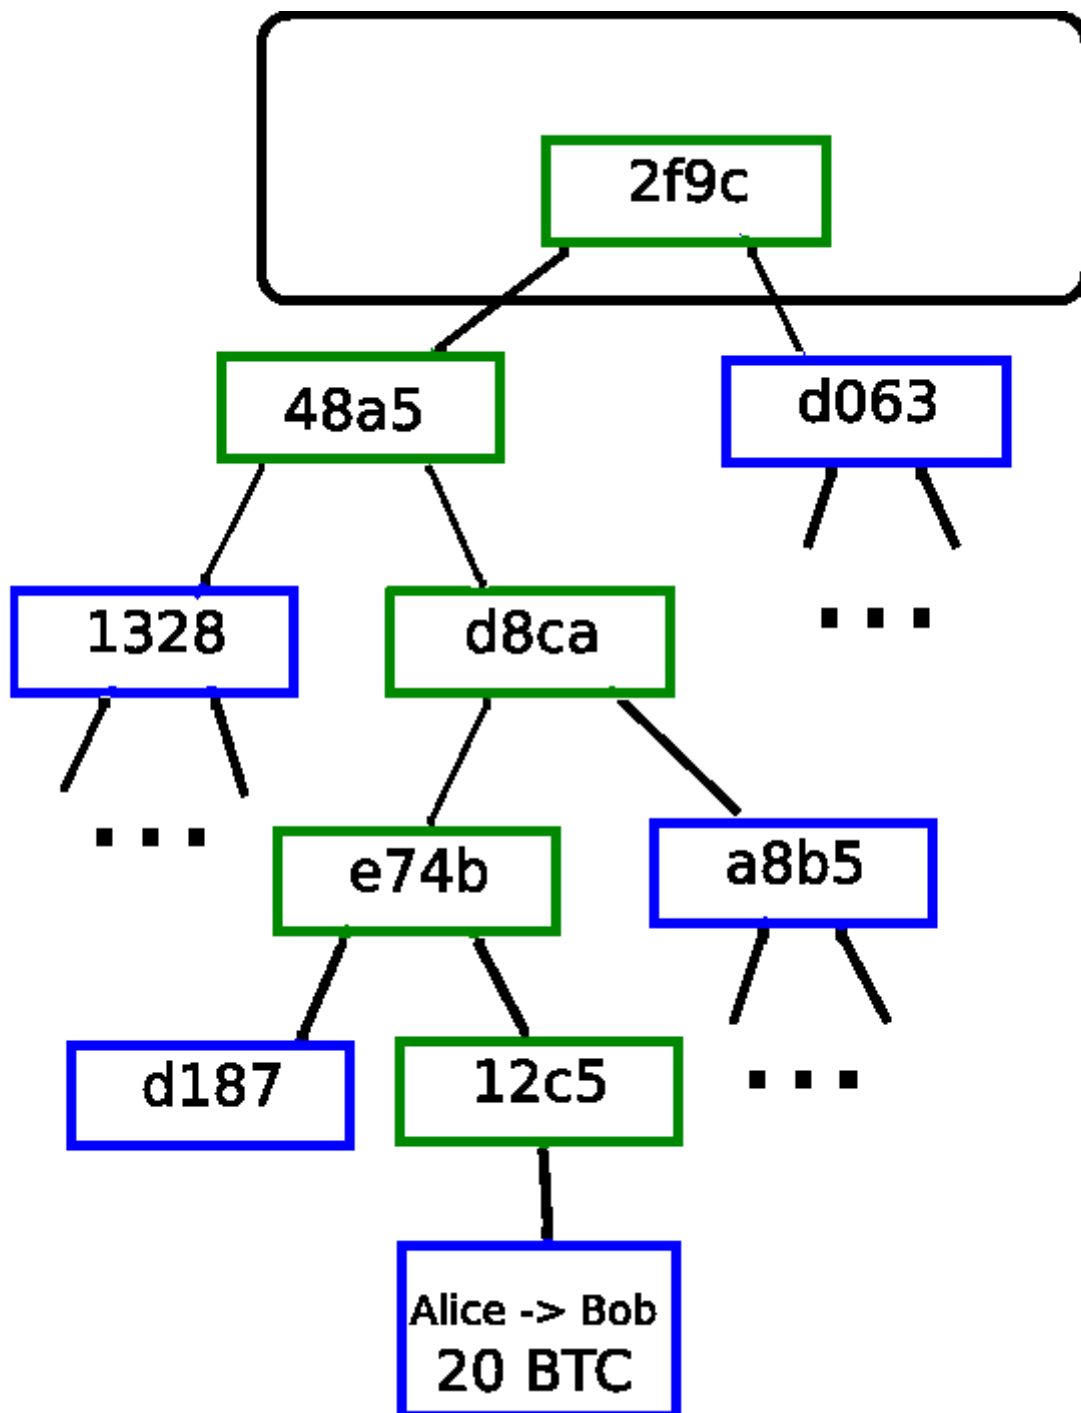 2f9c
48a5
d063
1328
d8ca
...
e74b
a8b5
...
d187
12c5
...
Alice -> Bob
20 BTC